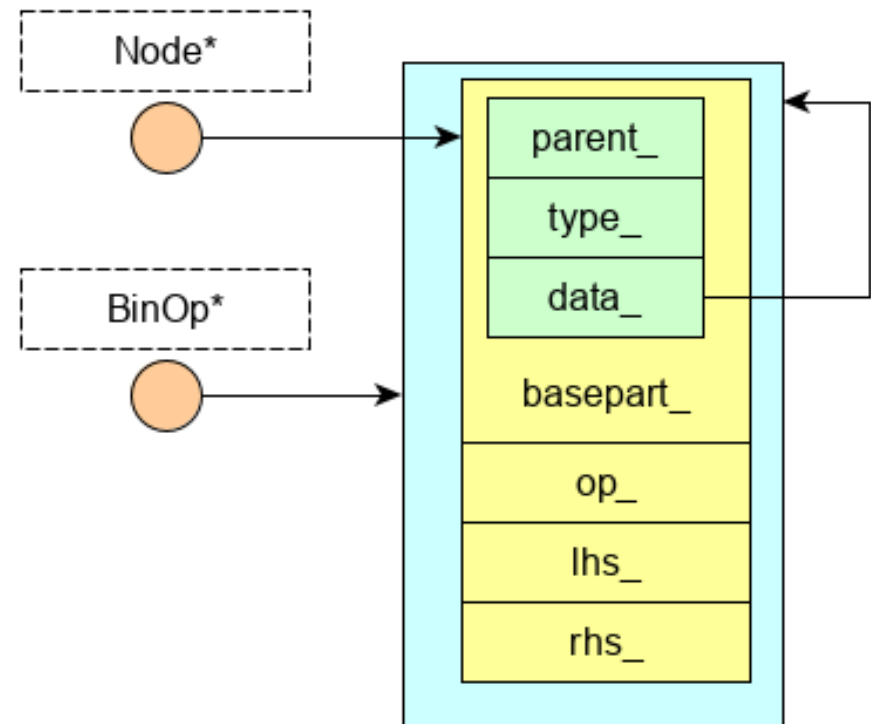 Node*
parent_
type_
BinOp*
data_
basepart_
op_
lhs_
rhs_